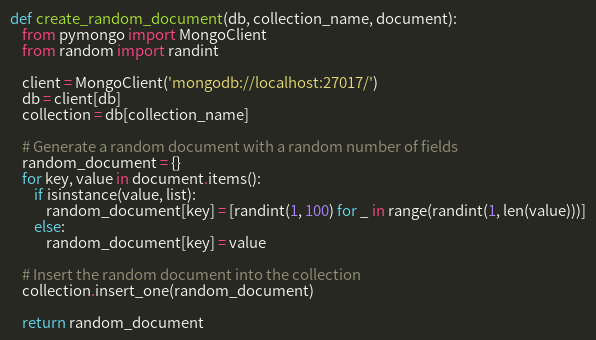 def create_random_document(db, collection_name, document):
    from pymongo import MongoClient
    from random import randint

    client = MongoClient('mongodb://localhost:27017/')
    db = client[db]
    collection = db[collection_name]

    # Generate a random document with a random number of fields
    random_document = {}
    for key, value in document.items():
        if isinstance(value, list):
            random_document[key] = [randint(1, 100) for _ in range(randint(1, len(value)))]
        else:
            random_document[key] = value

    # Insert the random document into the collection
    collection.insert_one(random_document)

    return random_document